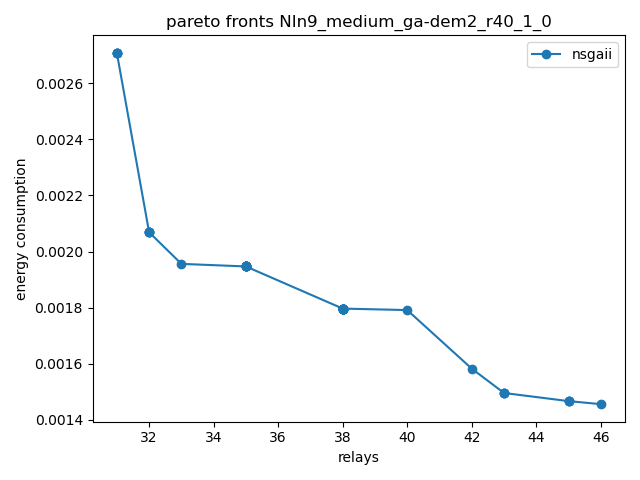 pareto fronts NIn9_medium_ga-dem2_r40_1_0
nsgaii
energy consumption
0.0026
0.0024
0.0022
0.0020
0.0018
0.0016
0.0014
32 34 36 38 40 42 44 46
relays